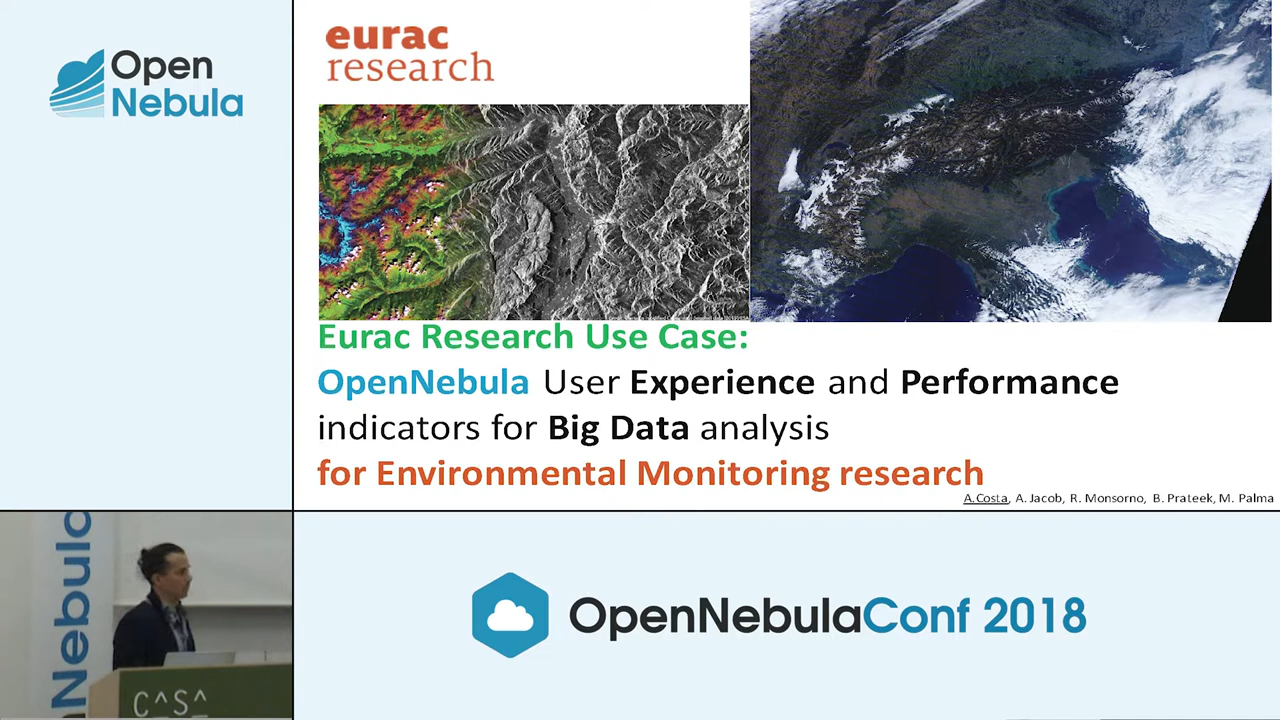 Open
Nebula
eurac
research
Eurac Research Use Case:
OpenNebula User Experience and Performance
indicators for Big Data analysis
for Environmental Monitoring research
A.Costa, A. Jacob, R. Monsorno, B. Prateek, M. Palma
Nebula
C^S^
OpenNebulaConf 2018